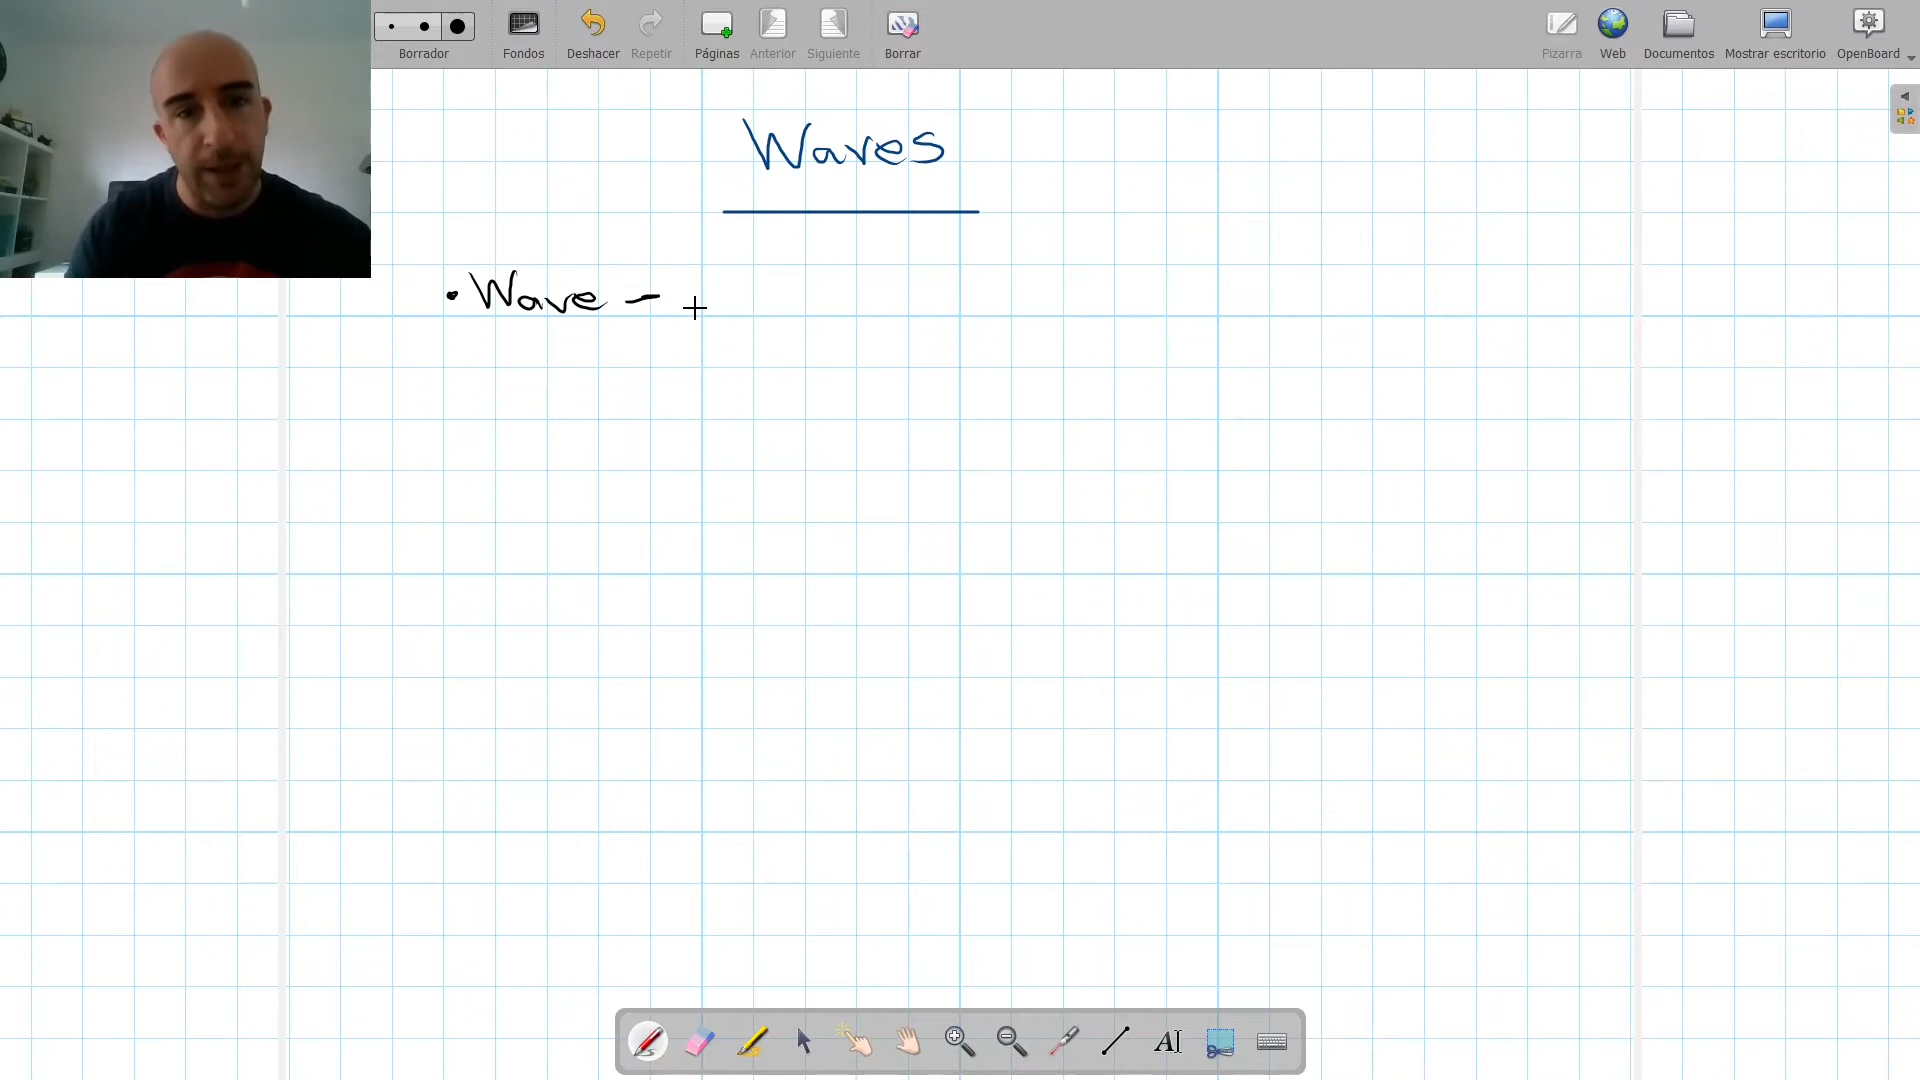 Borrador Fondos Deshacer Repetir Páginas Anterior Siguiente Borrar Pizarra Web Documentos Mostrar escritorio OpenBoard
Waves
• Wave –
A